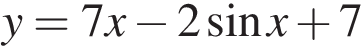 y = 7x − 2 sin x + 7